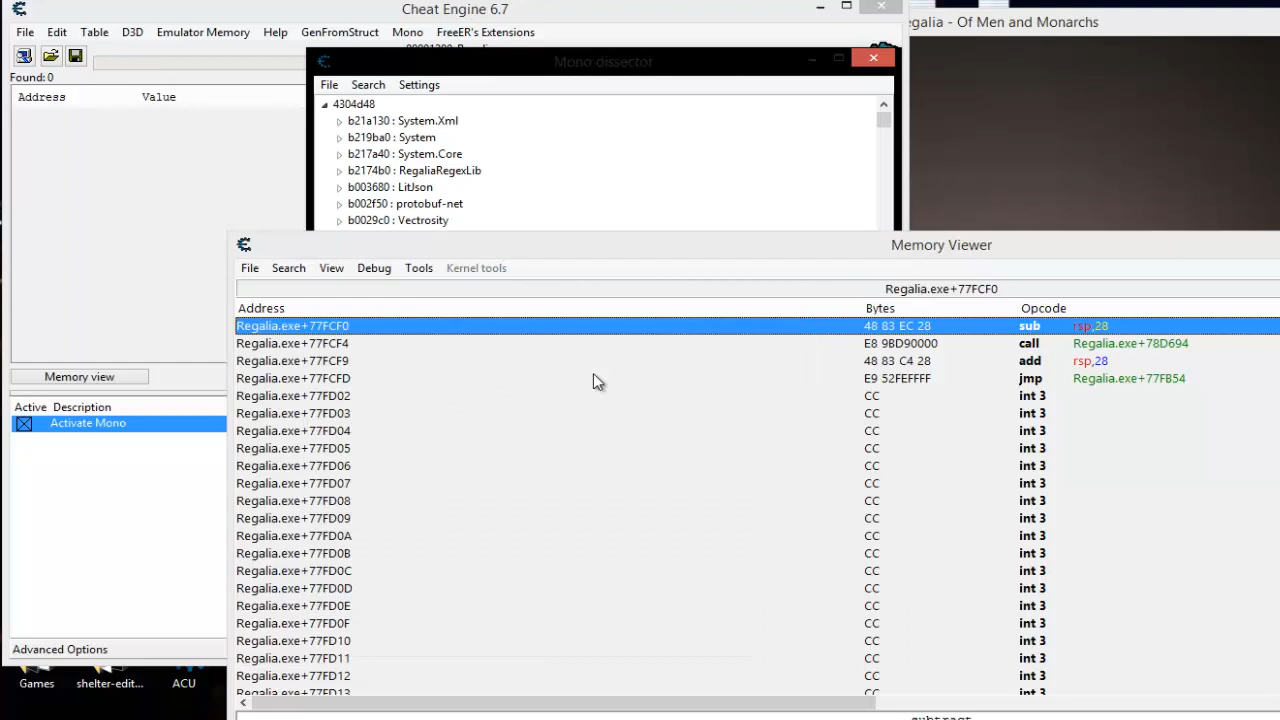 Cheat Engine 6.7
File Edit Table D3D Emulator Memory Help GenFromStruct Mono FreeER's Extensions
Found: 0
Address Value
Memory view
Active Description
Activate Mono
Advanced Options
Games shelter-edit... ACU
egalia - Of Men and Monarchs
Mono dissector
File Search Settings
4304d48
b21a130 : System.Xml
b219ba0 : System
b217a40 : System.Core
b2174b0 : RegaliaRegexLib
b003680 : LitJson
b002f50 : protobuf-net
b0029c0 : Vectrosity
Memory Viewer
File Search View Debug Tools Kernel tools
Regalia.exe+77FCF0
Address Bytes Opcode
Regalia.exe+77FCF0 48 83 EC 28 sub rsp,28
Regalia.exe+77FCF4 E8 9BD90000 call Regalia.exe+78D694
Regalia.exe+77FCF9 48 83 C4 28 add rsp,28
Regalia.exe+77FCFD E9 52FEFFFF jmp Regalia.exe+77FB54
Regalia.exe+77FD02 CC int 3
Regalia.exe+77FD03 CC int 3
Regalia.exe+77FD04 CC int 3
Regalia.exe+77FD05 CC int 3
Regalia.exe+77FD06 CC int 3
Regalia.exe+77FD07 CC int 3
Regalia.exe+77FD08 CC int 3
Regalia.exe+77FD09 CC int 3
Regalia.exe+77FD0A CC int 3
Regalia.exe+77FD0B CC int 3
Regalia.exe+77FD0C CC int 3
Regalia.exe+77FD0D CC int 3
Regalia.exe+77FD0E CC int 3
Regalia.exe+77FD0F CC int 3
Regalia.exe+77FD10 CC int 3
Regalia.exe+77FD11 CC int 3
Regalia.exe+77FD12 CC int 3
Regalia.exe+77FD13 CC int 3
subtract